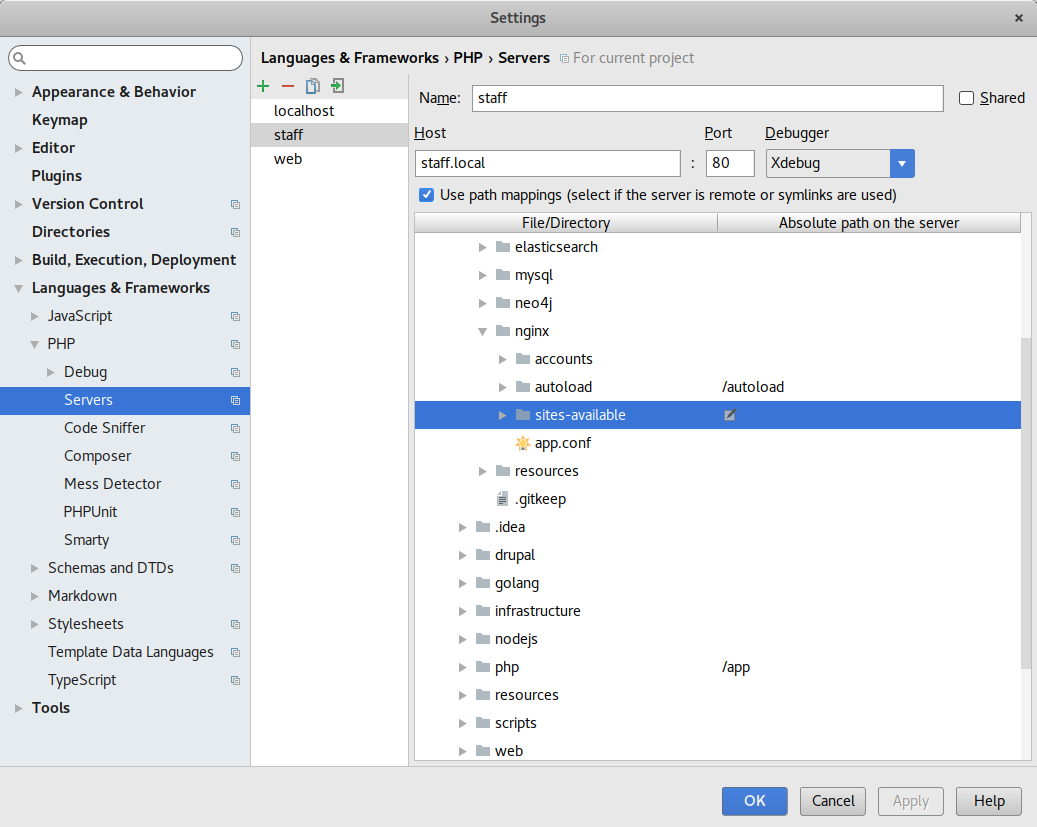 Settings
Languages & Frameworks › PHP › Servers For current project
Appearance & Behavior
Keymap
Editor
Plugins
Version Control
Directories
Build, Execution, Deployment
Languages & Frameworks
JavaScript
PHP
Debug
Servers
Code Sniffer
Composer
Mess Detector
PHPUnit
Smarty
Schemas and DTDs
Markdown
Stylesheets
Template Data Languages
TypeScript
Tools
localhost
staff
web
Name: staff Shared
Host Port Debugger
staff.local : 80 Xdebug
Use path mappings (select if the server is remote or symlinks are used)
File/Directory Absolute path on the server
elasticsearch
mysql
neo4j
nginx
accounts
autoload /autoload
sites-available
app.conf
resources
.gitkeep
.idea
drupal
golang
infrastructure
nodejs
php /app
resources
scripts
web
OK Cancel Apply Help